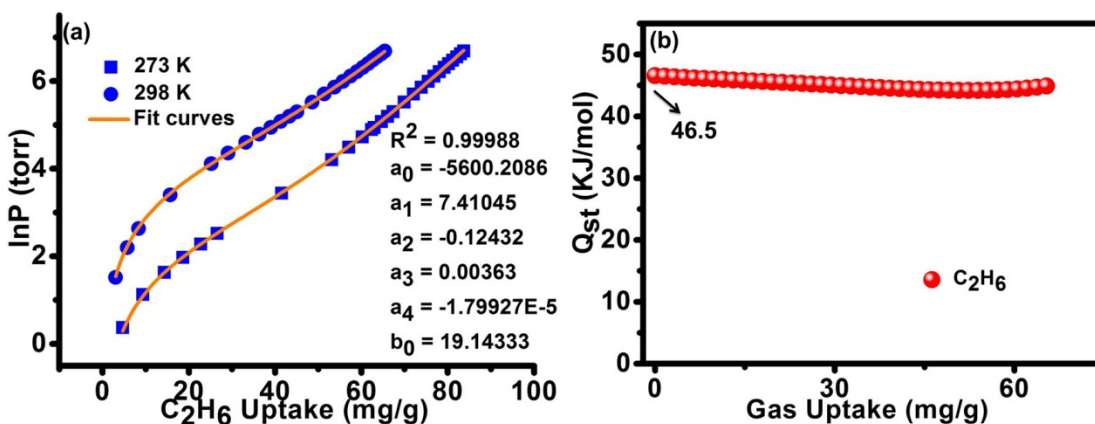 (a)
273 K
298 K
Fit curves
R2 = 0.99988
a0 = -5600.2086
a1 = 7.41045
a2 = -0.12432
a3 = 0.00363
a4 = -1.79927E-5
b0 = 19.14333
lnP (torr)
6
4
2
0
0 20 40 60 80 100
C2H6 Uptake (mg/g)
(b)
46.5
C2H6
Qst (KJ/mol)
50
40
30
20
10
0
0 30 60
Gas Uptake (mg/g)